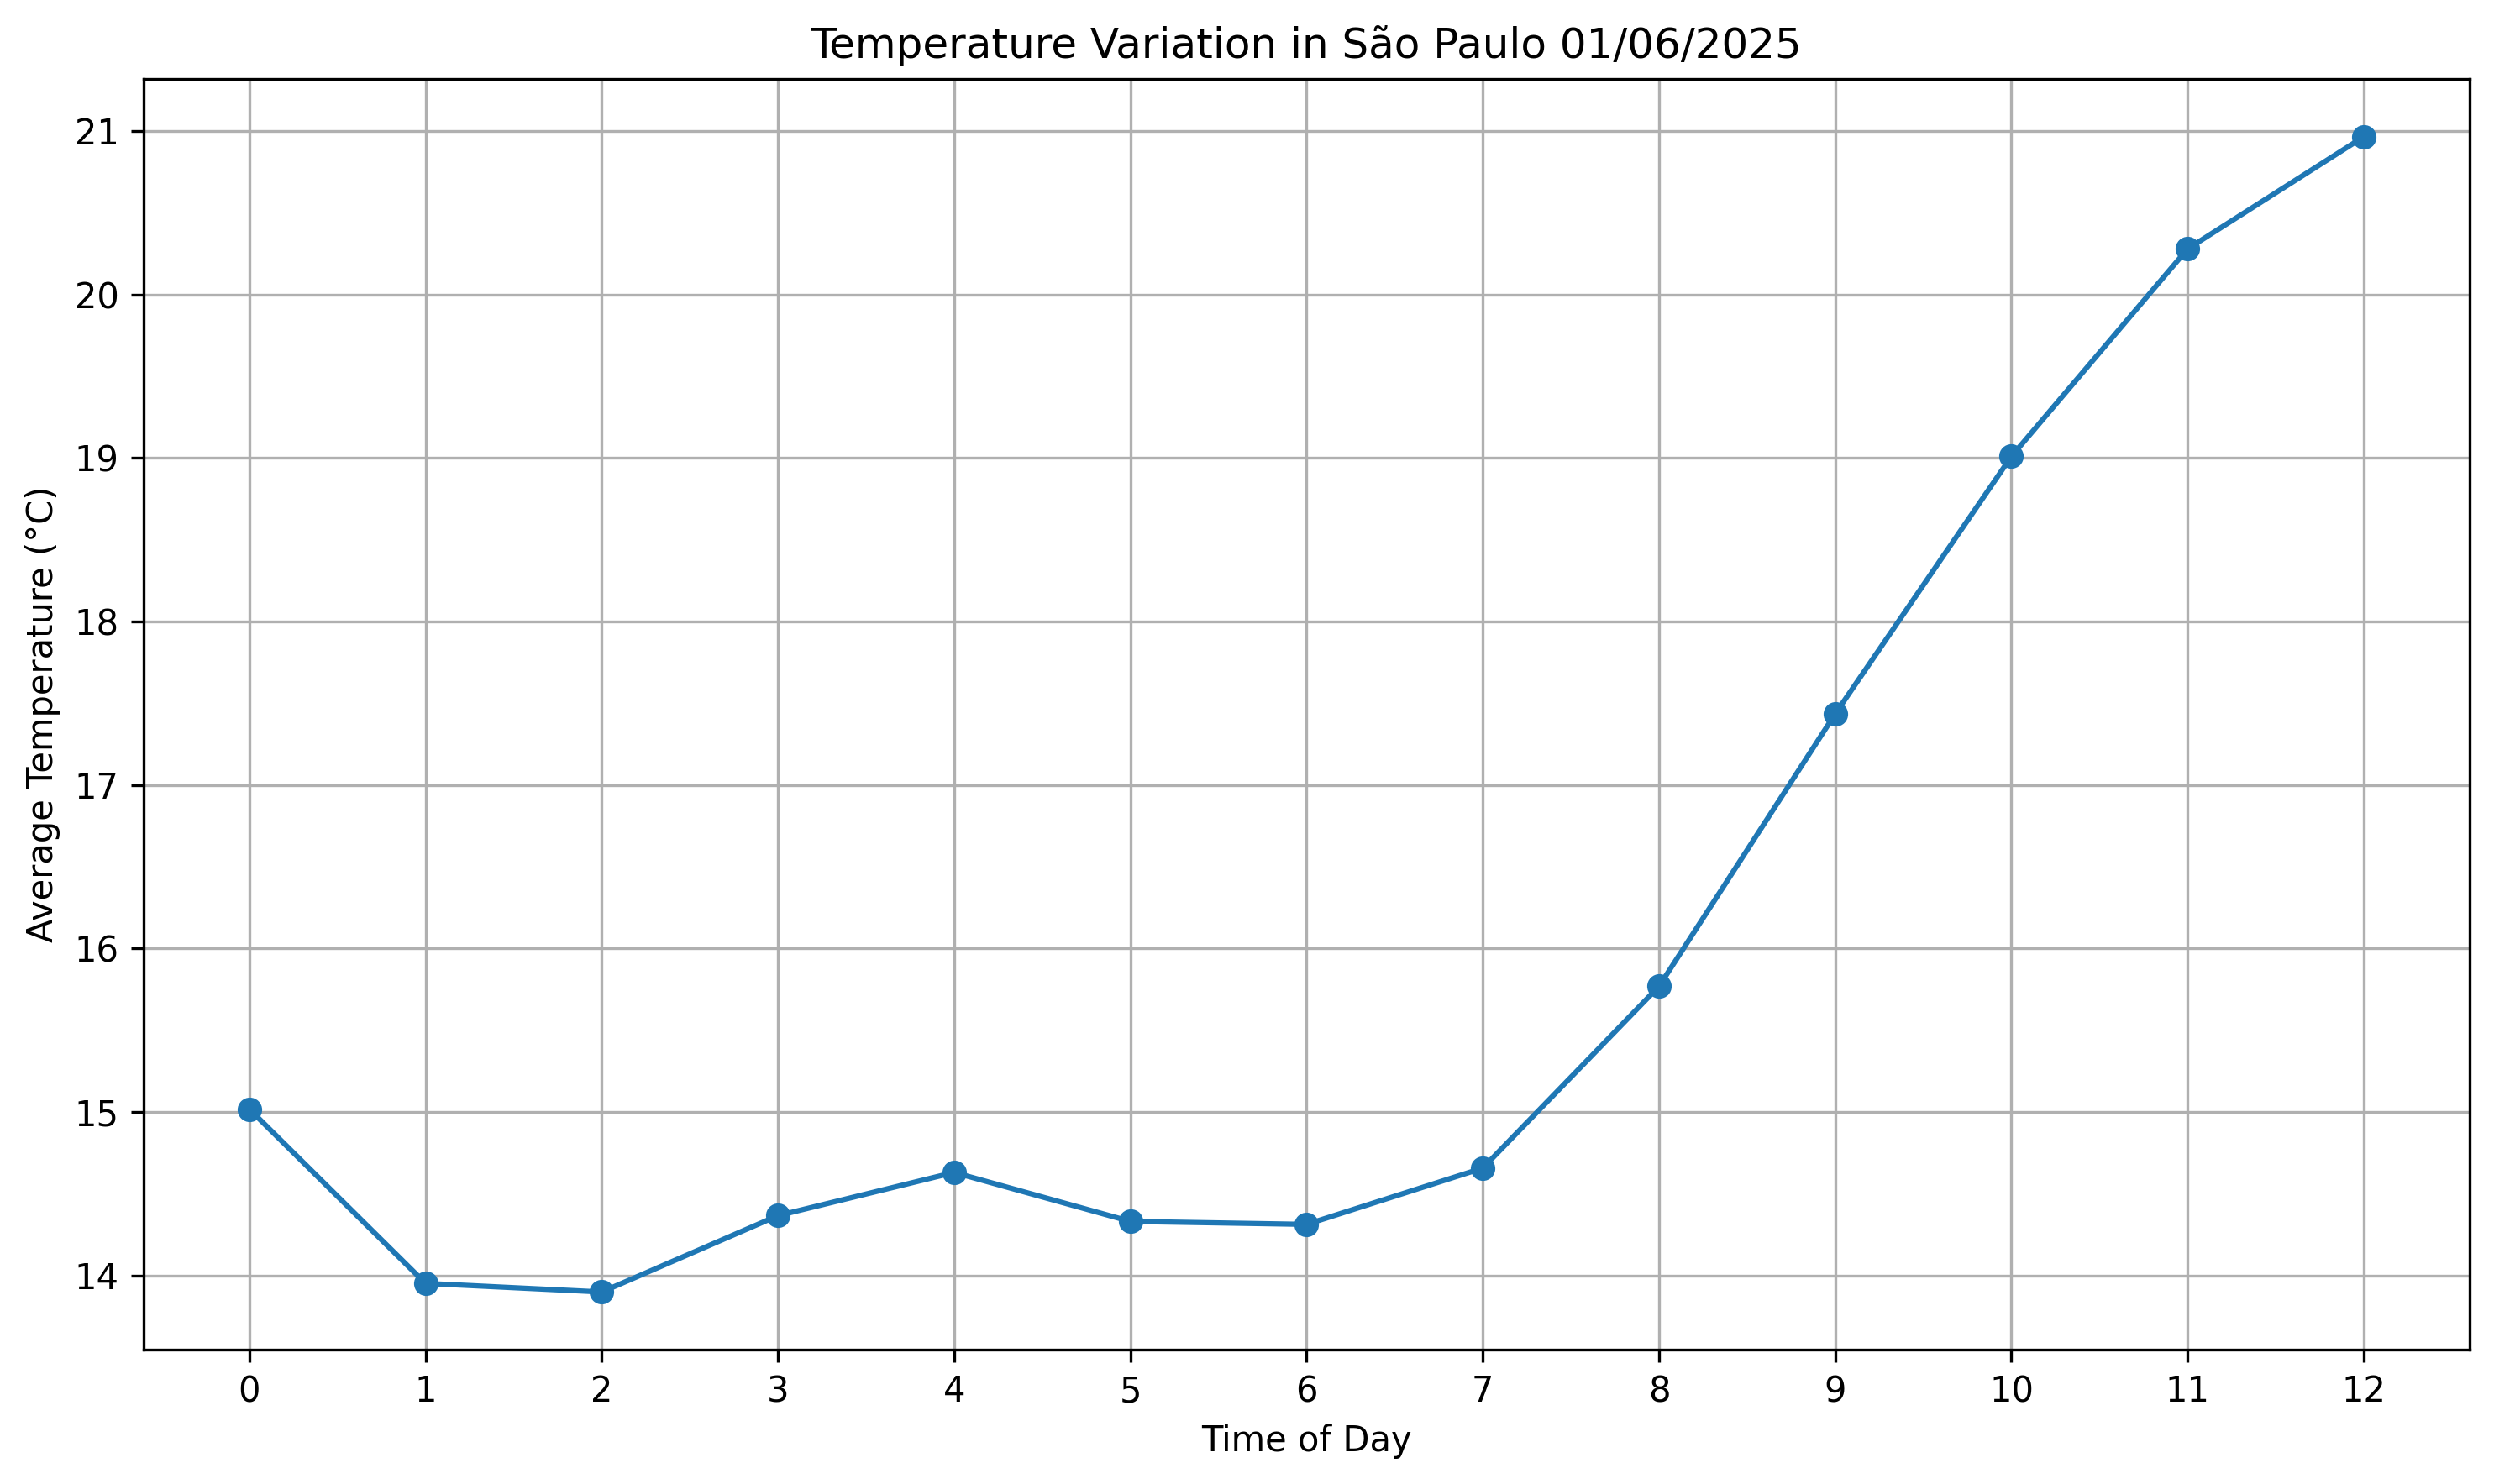 Temperature Variation in São Paulo 01/06/2025
21
20
19
18
17
16
15
14
Average Temperature (°C)
0 1 2 3 4 5 6 7 8 9 10 11 12
Time of Day